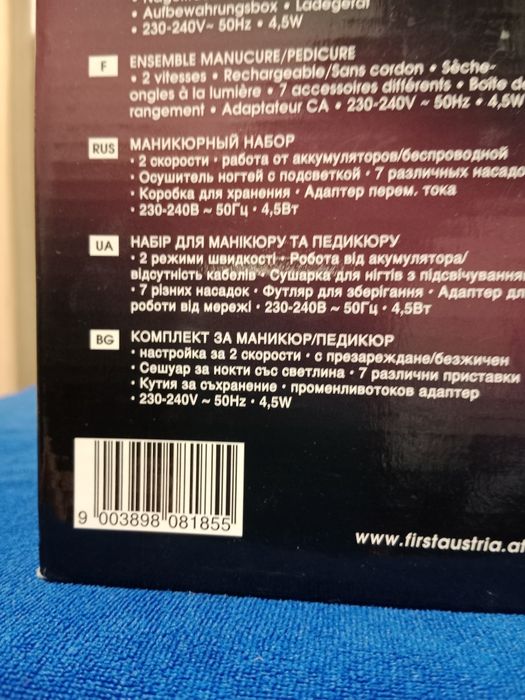 • Aufbewahrungsbox • Ladegerät
• 230-240V~ 50Hz • 4,5W
F
ENSEMBLE MANUCURE/PEDICURE
• 2 vitesses • Rechargeable/Sans cordon • Sèche-
ongles à la lumière • 7 accessoires différents • Boîte de
rangement • Adaptateur CA • 230-240V ~ 50Hz • 4,5W
RUS
МАНИКЮРНЫЙ НАБОР
• 2 скорости • работа от аккумуляторов/беспроводной
• Осушитель ногтей с подсветкой • 7 различных насадо
• Коробка для хранения • Адаптер перем. тока
• 230-240В ~ 50Гц • 4,5Вт
UA
НАБІР ДЛЯ МАНІКЮРУ ТА ПЕДИКЮРУ
• 2 режими швидкості • Робота від акумулятора/
відсутність кабелів • Сушарка для нігтів з підсвічуванням
• 7 різних насадок • Футляр для зберігання • Адаптер дл
роботи від мережі • 230-240В ~ 50Гц • 4,5Вт
BG
КОМПЛЕКТ ЗА МАНИКЮР/ПЕДИКЮР
• настройка за 2 скорости • с презареждане/безжичен
• Сешуар за нокти със светлина • 7 различни приставки
• Кутия за съхранение • променливотоков адаптер
• 230-240V ~ 50Hz • 4,5W
9 003898 081855
www.firstaustria.at